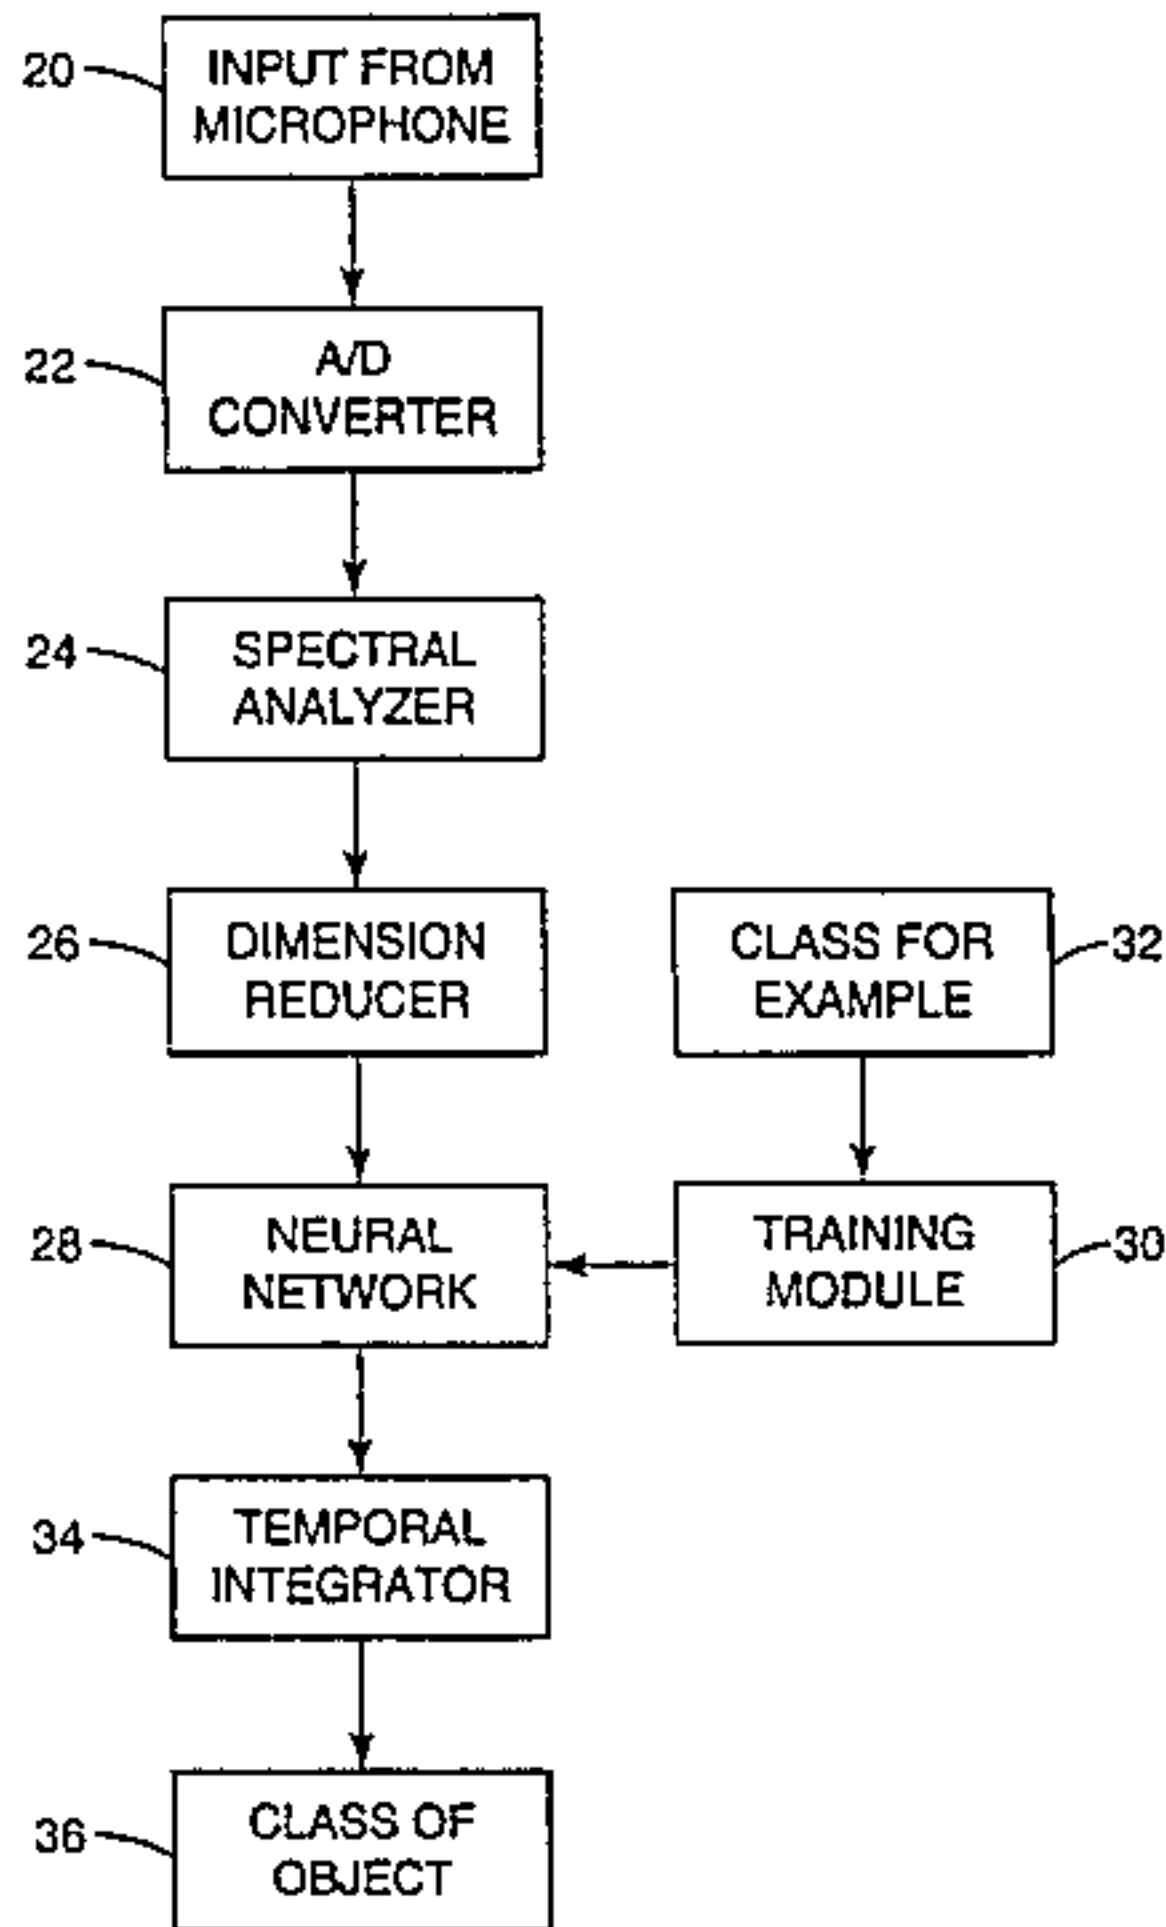 20
INPUT FROM
MICROPHONE
22
A/D
CONVERTER
24
SPECTRAL
ANALYZER
26
DIMENSION
REDUCER
CLASS FOR
EXAMPLE
32
28
NEURAL
NETWORK
TRAINING
MODULE
30
34
TEMPORAL
INTEGRATOR
36
CLASS OF
OBJECT